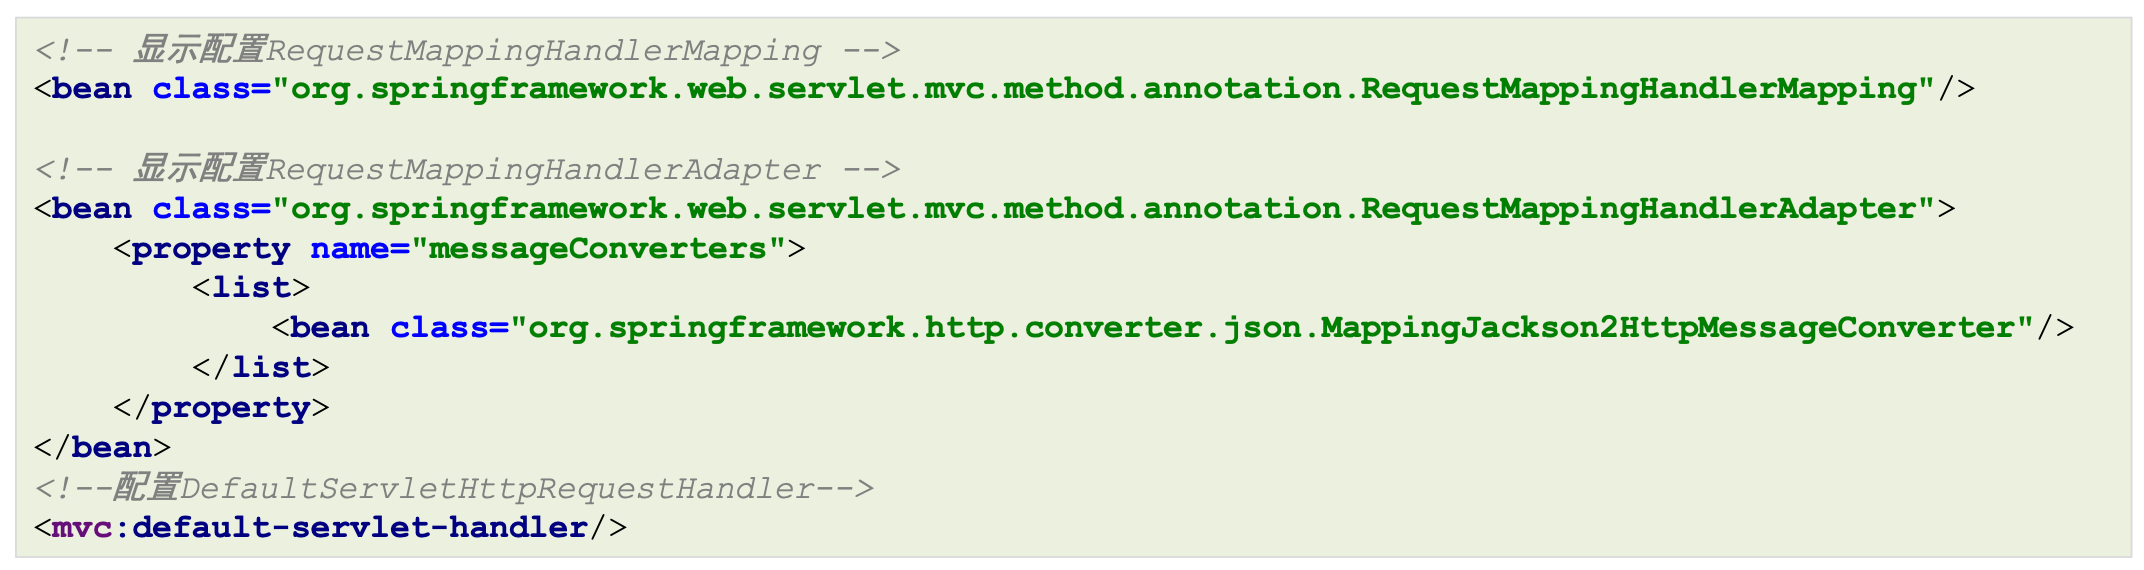 <!-- 显示配置RequestMappingHandlerMapping -->
<bean class="org.springframework.web.servlet.mvc.method.annotation.RequestMappingHandlerMapping"/>

<!-- 显示配置RequestMappingHandlerAdapter -->
<bean class="org.springframework.web.servlet.mvc.method.annotation.RequestMappingHandlerAdapter">
    <property name="messageConverters">
        <list>
            <bean class="org.springframework.http.converter.json.MappingJackson2HttpMessageConverter"/>
        </list>
    </property>
</bean>
<!--配置DefaultServletHttpRequestHandler-->
<mvc:default-servlet-handler/>